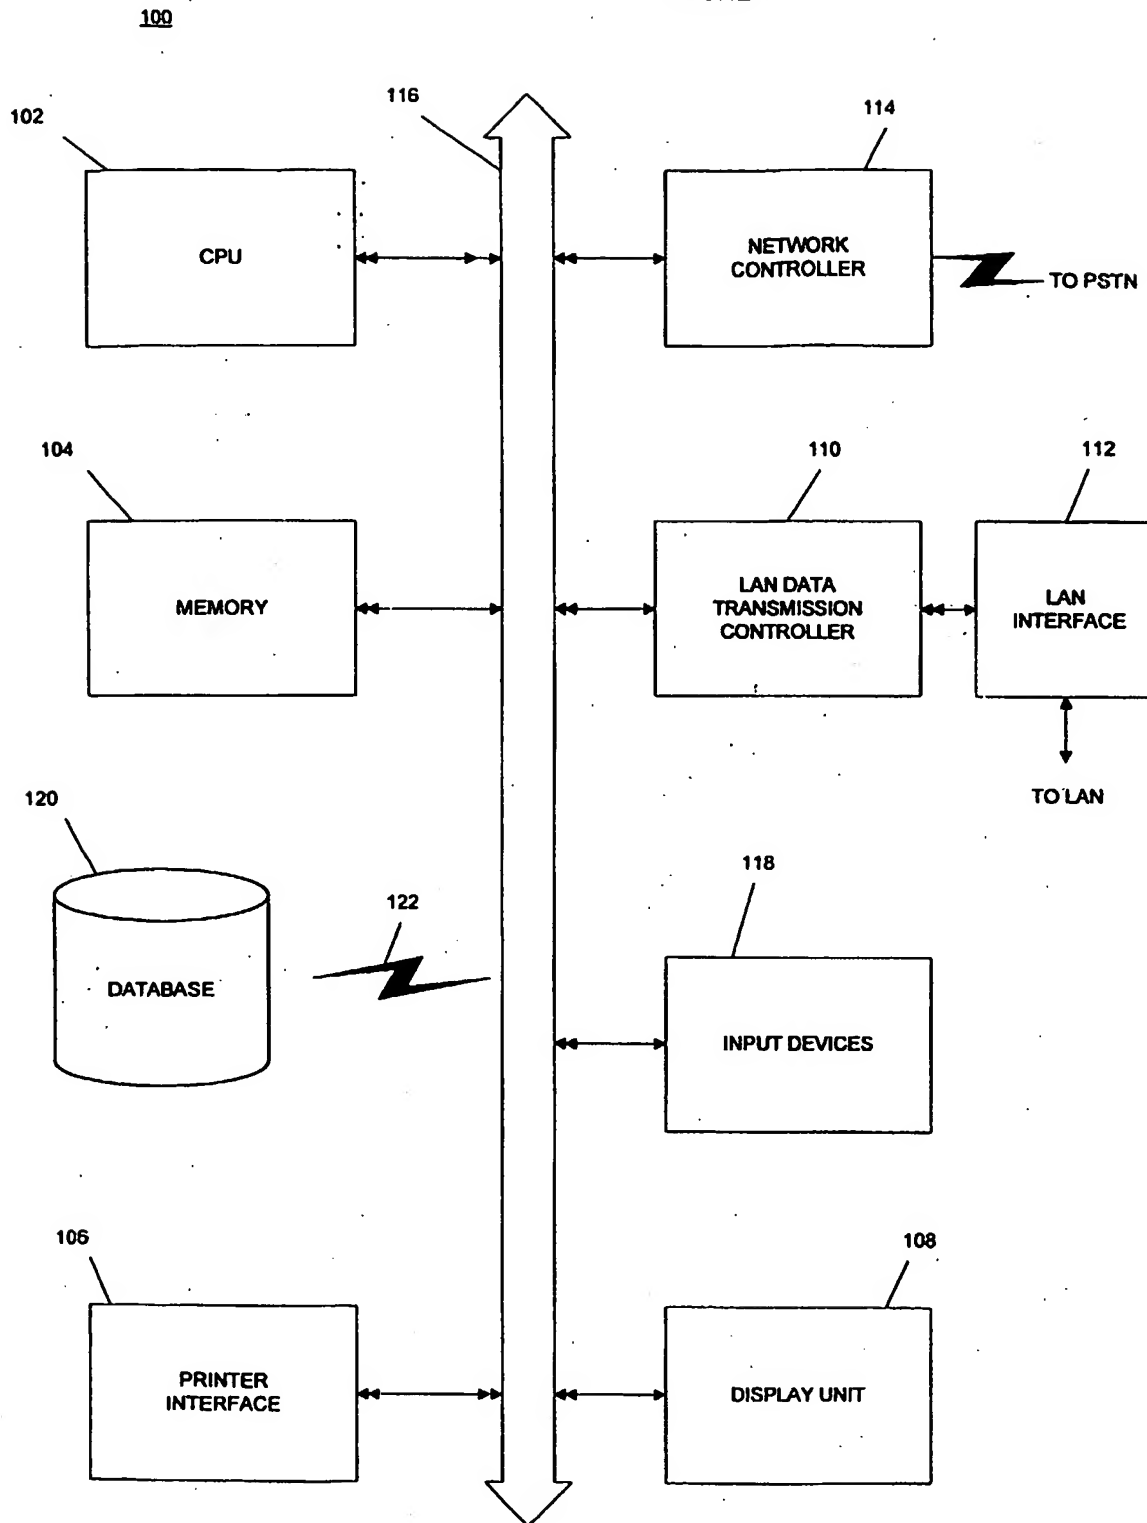 100
102
116
114
CPU
NETWORK
CONTROLLER
TO PSTN
104
110
112
MEMORY
LAN DATA
TRANSMISSION
CONTROLLER
LAN
INTERFACE
TO LAN
120
122
118
DATABASE
INPUT DEVICES
106
108
PRINTER
INTERFACE
DISPLAY UNIT